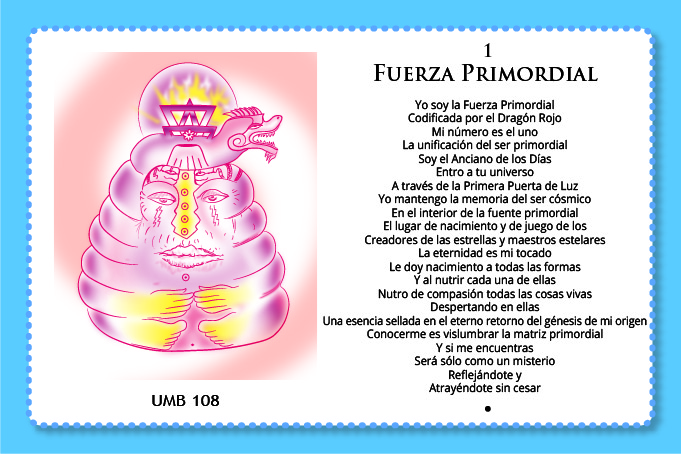 1
FUERZA PRIMORDIAL
Yo soy la Fuerza Primordial
Codificada por el Dragón Rojo
Mi número es el uno
La unificación del ser primordial
Soy el Anciano de los Días
Entro a tu universo
A través de la Primera Puerta de Luz
Yo mantengo la memoria del ser cósmico
En el interior de la fuente primordial
El lugar de nacimiento y de juego de los
Creadores de las estrellas y maestros estelares
La eternidad es mi tocado
Le doy nacimiento a todas las formas
Y al nutrir cada una de ellas
Nutro de compasión todas las cosas vivas
Despertando en ellas
Una esencia sellada en el eterno retorno del génesis de mi origen
Conocerme es vislumbrar la matriz primordial
Y si me encuentras
Será sólo como un misterio
Reflejándote y
Atrayéndote sin cesar
UMB 108